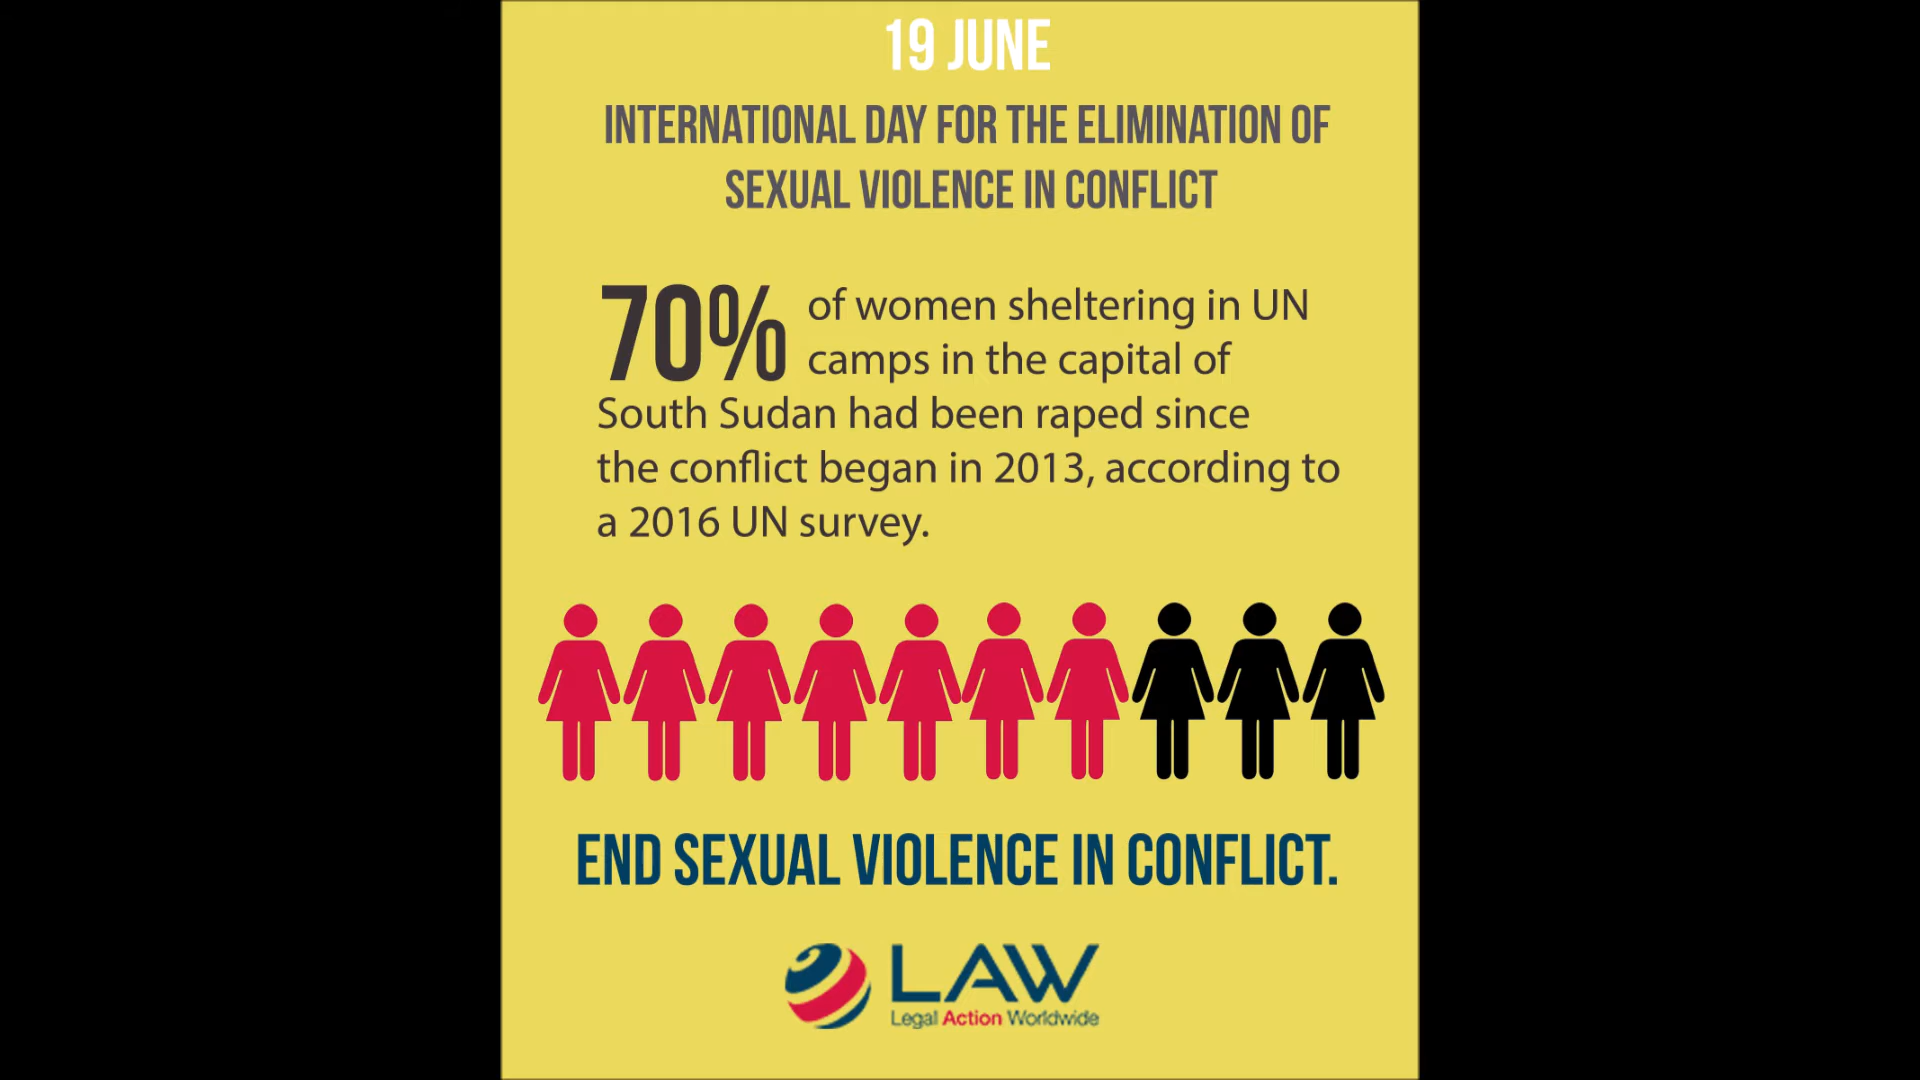 19 JUNE
INTERNATIONAL DAY FOR THE ELIMINATION OF
SEXUAL VIOLENCE IN CONFLICT
70% of women sheltering in UN
camps in the capital of
South Sudan had been raped since
the conflict began in 2013, according to
a 2016 UN survey.
END SEXUAL VIOLENCE IN CONFLICT.
LAW
Legal Action Worldwide